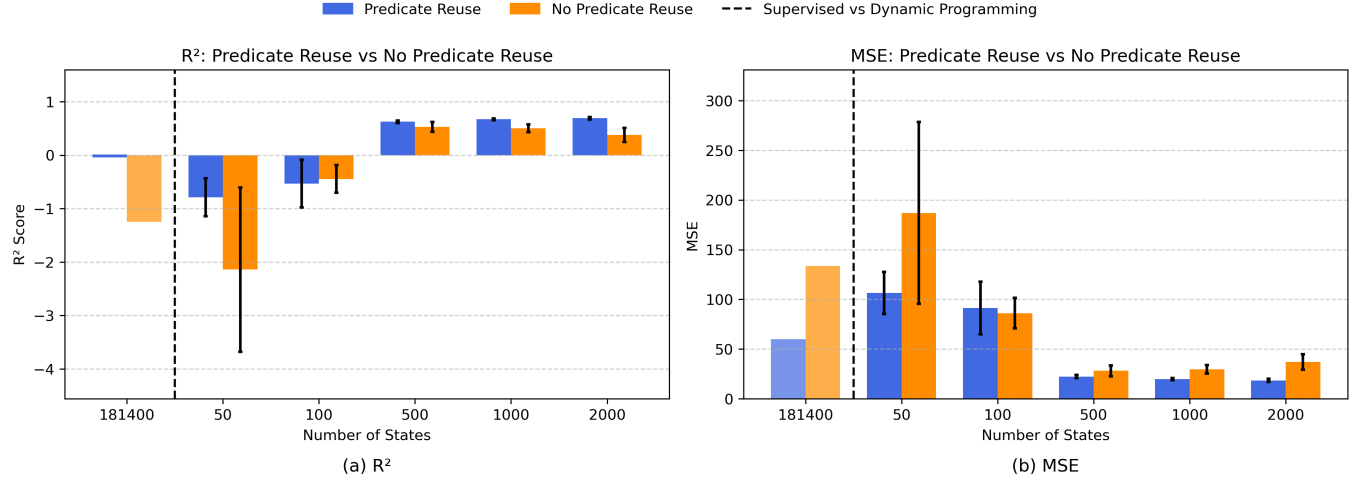 Predicate Reuse No Predicate Reuse Supervised vs Dynamic Programming
R²: Predicate Reuse vs No Predicate Reuse
R² Score
1
0
−1
−2
−3
−4
181400 50 100 500 1000 2000
Number of States
(a) R²
MSE: Predicate Reuse vs No Predicate Reuse
MSE
300
250
200
150
100
50
0
181400 50 100 500 1000 2000
Number of States
(b) MSE